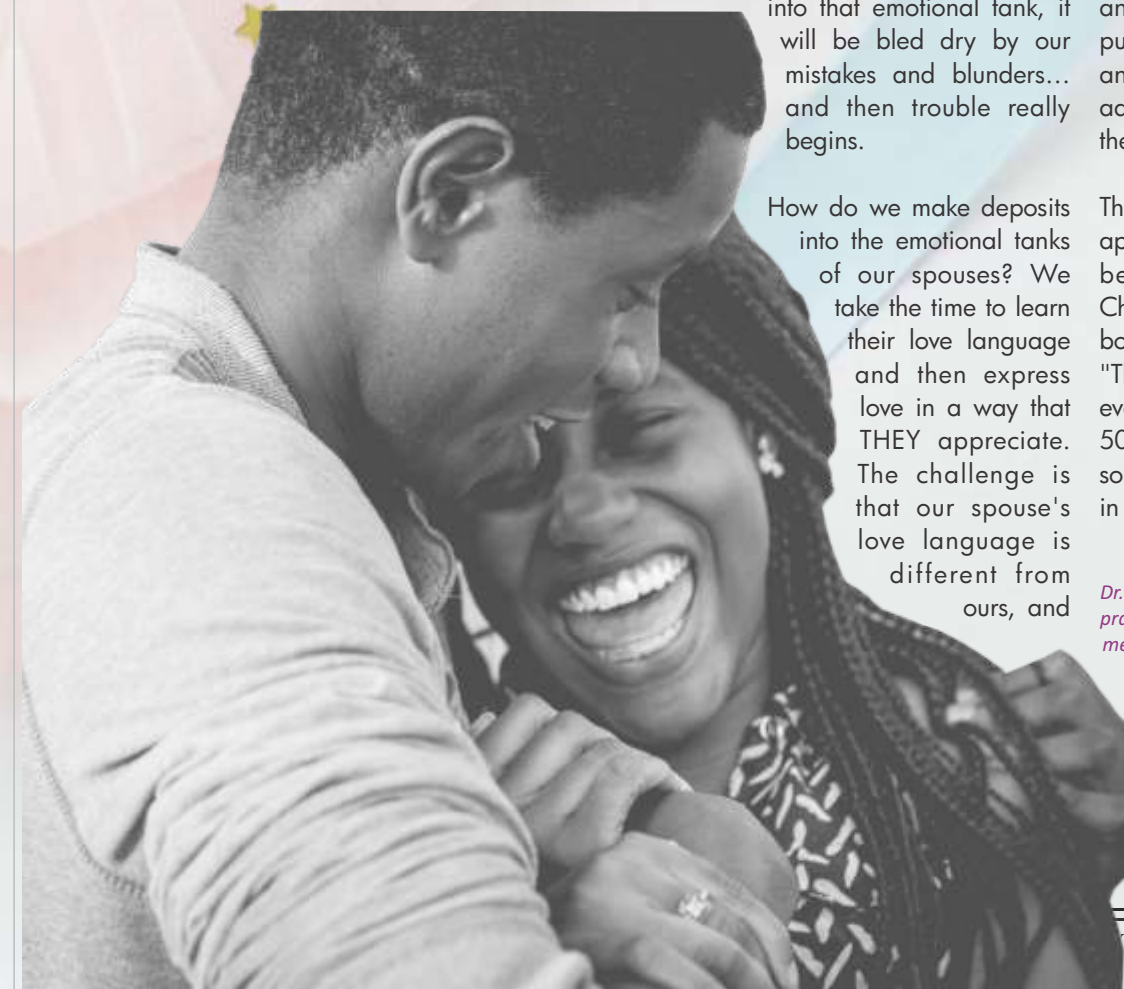 into that emotional tank, it
will be bled dry by our
mistakes and blunders...
and then trouble really
begins.
How do we make deposits
into the emotional tanks
of our spouses? We
take the time to learn
their love language
and then express
love in a way that
THEY appreciate.
The challenge is
that our spouse's
love language is
different from
ours, and
Dr.
in